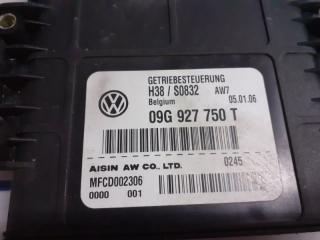 GETRIEBESTEUERUNG
H38 / S0832 AW7
Belgium 05.01.06
09G 927 750 T
AISIN AW CO., LTD. 0245
MFCD002306
0000 001